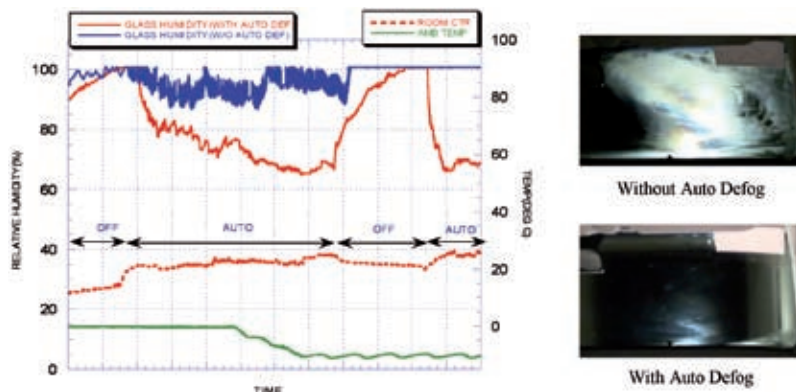 GLASS HUMIDITY (WITH AUTO DEF)
GLASS HUMIDITY (W/O AUTO DEF)
ROOM CTR
AMB TEMP
RELATIVE HUMIDITY(%)
100
80
60
40
20
0
OFF
AUTO
OFF
AUTO
TIME
100
80
60
40
20
0
TEMP(DEG C)
Without Auto Defog
With Auto Defog